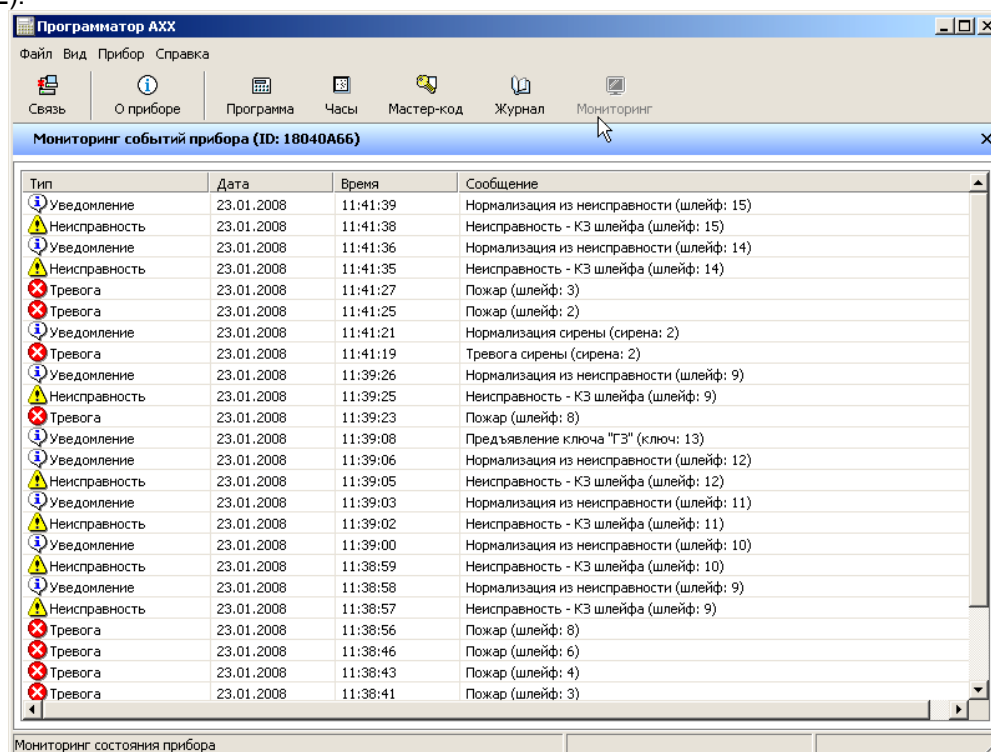 2).
Программатор AXX
Файл Вид Прибор Справка
Связь О приборе Программа Часы Мастер-код Журнал Мониторинг
Мониторинг событий прибора (ID: 18040A66)
Тип Дата Время Сообщение
Уведомление 23.01.2008 11:41:39 Нормализация из неисправности (шлейф: 15)
Неисправность 23.01.2008 11:41:38 Неисправность - КЗ шлейфа (шлейф: 15)
Уведомление 23.01.2008 11:41:36 Нормализация из неисправности (шлейф: 14)
Неисправность 23.01.2008 11:41:35 Неисправность - КЗ шлейфа (шлейф: 14)
Тревога 23.01.2008 11:41:27 Пожар (шлейф: 3)
Тревога 23.01.2008 11:41:25 Пожар (шлейф: 2)
Уведомление 23.01.2008 11:41:21 Нормализация сирены (сирена: 2)
Тревога 23.01.2008 11:41:19 Тревога сирены (сирена: 2)
Уведомление 23.01.2008 11:39:26 Нормализация из неисправности (шлейф: 9)
Неисправность 23.01.2008 11:39:25 Неисправность - КЗ шлейфа (шлейф: 9)
Тревога 23.01.2008 11:39:23 Пожар (шлейф: 8)
Уведомление 23.01.2008 11:39:08 Предъявление ключа "ГЗ" (ключ: 13)
Уведомление 23.01.2008 11:39:06 Нормализация из неисправности (шлейф: 12)
Неисправность 23.01.2008 11:39:05 Неисправность - КЗ шлейфа (шлейф: 12)
Уведомление 23.01.2008 11:39:03 Нормализация из неисправности (шлейф: 11)
Неисправность 23.01.2008 11:39:02 Неисправность - КЗ шлейфа (шлейф: 11)
Уведомление 23.01.2008 11:39:00 Нормализация из неисправности (шлейф: 10)
Неисправность 23.01.2008 11:38:59 Неисправность - КЗ шлейфа (шлейф: 10)
Уведомление 23.01.2008 11:38:58 Нормализация из неисправности (шлейф: 9)
Неисправность 23.01.2008 11:38:57 Неисправность - КЗ шлейфа (шлейф: 9)
Тревога 23.01.2008 11:38:56 Пожар (шлейф: 8)
Тревога 23.01.2008 11:38:46 Пожар (шлейф: 6)
Тревога 23.01.2008 11:38:43 Пожар (шлейф: 4)
Тревога 23.01.2008 11:38:41 Пожар (шлейф: 3)
Мониторинг состояния прибора